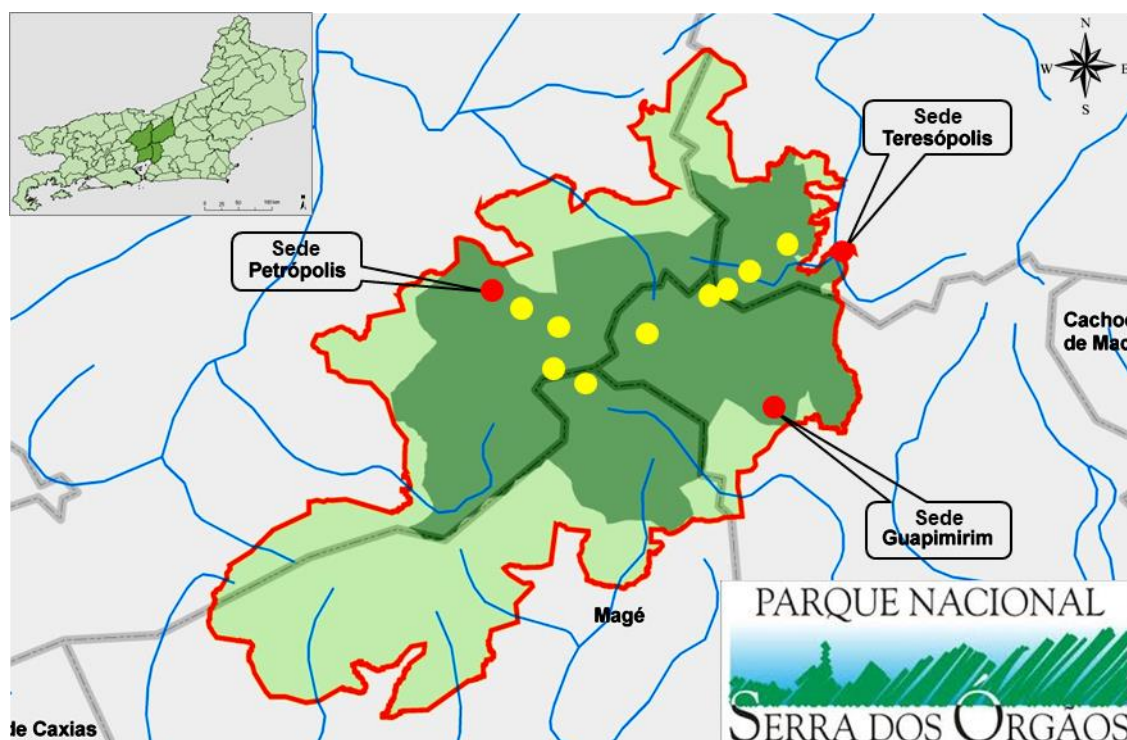 N
W
E
S
Sede
Teresópolis
Sede
Petrópolis
Cachoe
de Mac
Sede
Guapimirim
Magé
PARQUE NACIONAL
SERRA DOS ÓRGÃOS
de Caxias